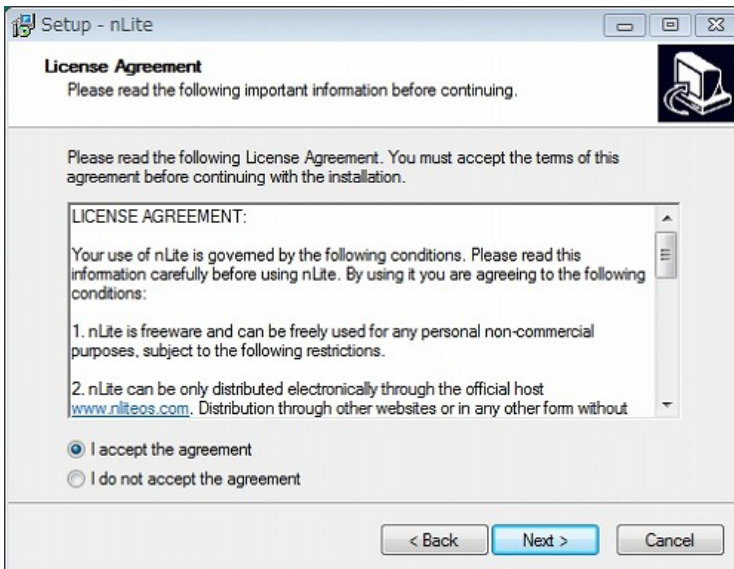 Setup - nLite
License Agreement
Please read the following important information before continuing.
Please read the following License Agreement. You must accept the terms of this
agreement before continuing with the installation.
LICENSE AGREEMENT:
Your use of nLite is governed by the following conditions. Please read this
information carefully before using nLite. By using it you are agreeing to the following
conditions:
1. nLite is freeware and can be freely used for any personal non-commercial
purposes, subject to the following restrictions.
2. nLite can be only distributed electronically through the official host
www.nliteos.com. Distribution through other websites or in any other form without
I accept the agreement
I do not accept the agreement
< Back Next > Cancel